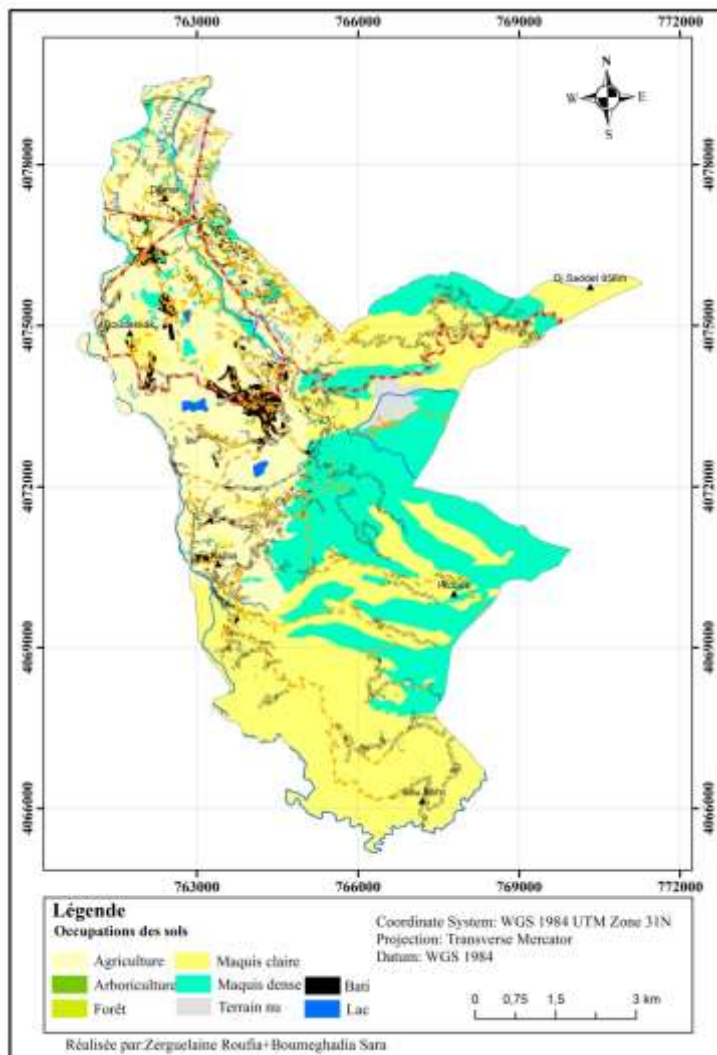 763000 766000 769000 772000
N
W E
S
4078000 4078000
Dj Saddel 958m
4075000 4075000
4072000 4072000
4069000 4069000
4066000 4066000
763000 766000 769000 772000
Légende
Occupations des sols
Agriculture Maquis claire
Arboriculture Maquis dense Bati
Forêt Terrain nu Lac
Coordinate System: WGS 1984 UTM Zone 31N
Projection: Transverse Mercator
Datum: WGS 1984
0 0,75 1,5 3 km
Réalisée par:Zerguelaine Roufia+Boumeghadia Sara